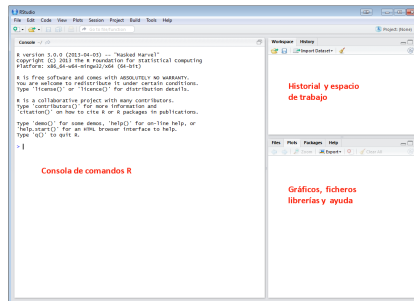 RStudio
File Edit Code View Plots Session Project Build Tools Help
Go to file/function
Project: (None)
Console ~/
R version 3.0.0 (2013-04-03) -- "Masked Marvel"
Copyright (C) 2013 The R Foundation for Statistical Computing
Platform: x86_64-w64-mingw32/x64 (64-bit)
R is free software and comes with ABSOLUTELY NO WARRANTY.
You are welcome to redistribute it under certain conditions.
Type 'license()' or 'licence()' for distribution details.
R is a collaborative project with many contributors.
Type 'contributors()' for more information and
'citation()' on how to cite R or R packages in publications.
Type 'demo()' for some demos, 'help()' for on-line help, or
'help.start()' for an HTML browser interface to help.
Type 'q()' to quit R.
>
Consola de comandos R
Workspace History
Import Dataset
Historial y espacio
de trabajo
Files Plots Packages Help
Zoom Export Clear All
Gráficos, ficheros
librerías y ayuda